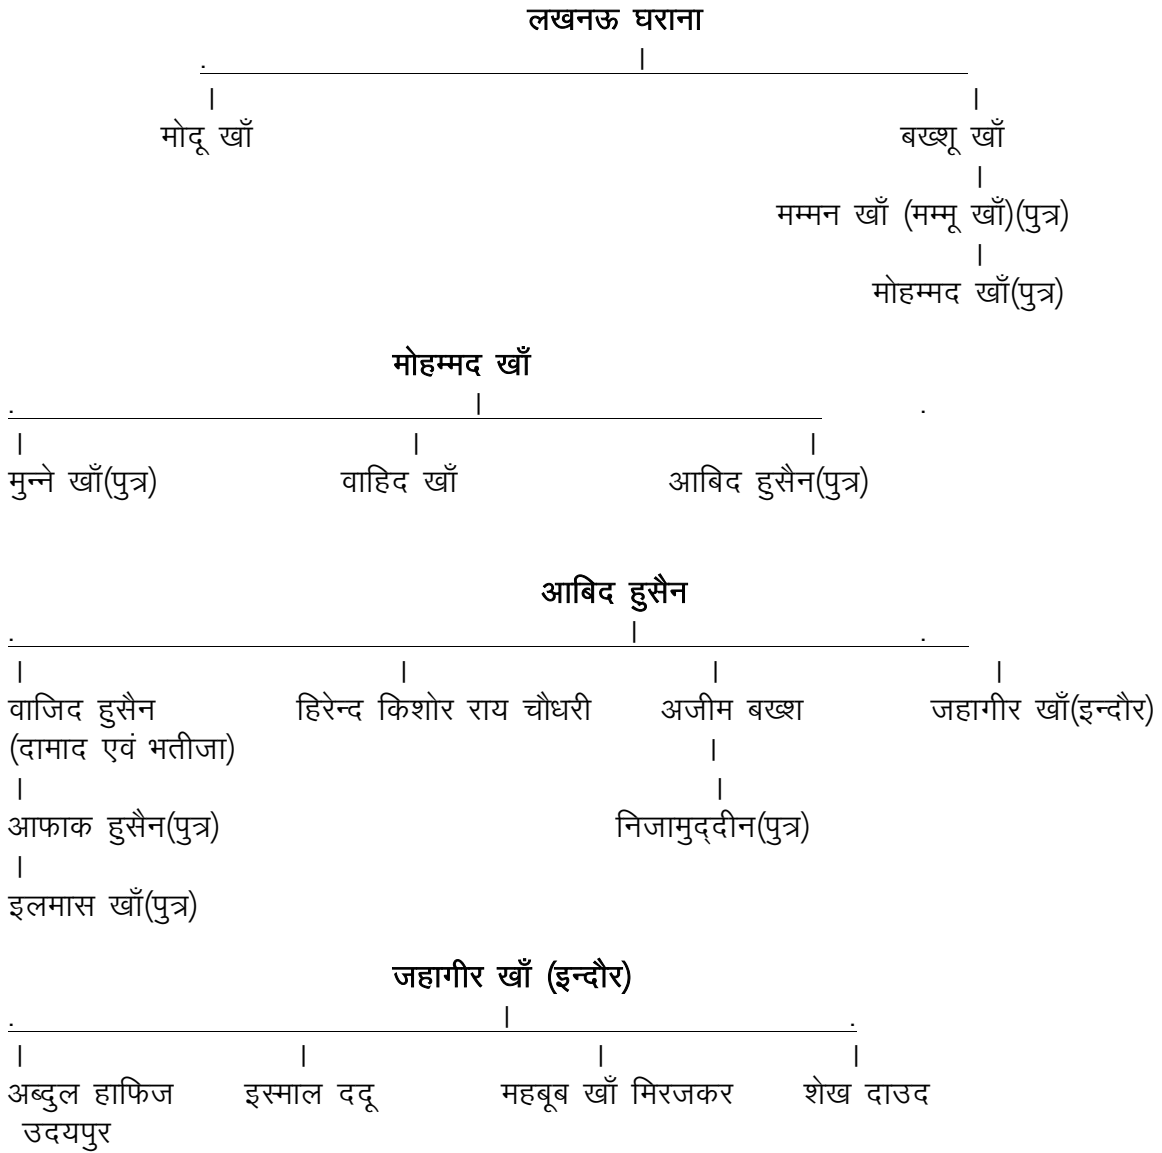 लखनऊ घराना
मोदू खाँ बख्शू खाँ
मम्मन खाँ (मम्मू खाँ)(पुत्र)
मोहम्मद खाँ(पुत्र)
मोहम्मद खाँ
मुन्ने खाँ(पुत्र) वाहिद खाँ आबिद हुसैन(पुत्र)
आबिद हुसैन
वाजिद हुसैन हिरेन्द किशोर राय चौधरी अजीम बख्श जहागीर खाँ(इन्दौर)
(दामाद एवं भतीजा)
आफाक हुसैन(पुत्र) निजामुद्‌दीन(पुत्र)
इलमास खाँ(पुत्र)
जहागीर खाँ (इन्दौर)
अब्दुल हाफिज इस्माल ददू महबूब खाँ मिरजकर शेख दाउद
उदयपुर